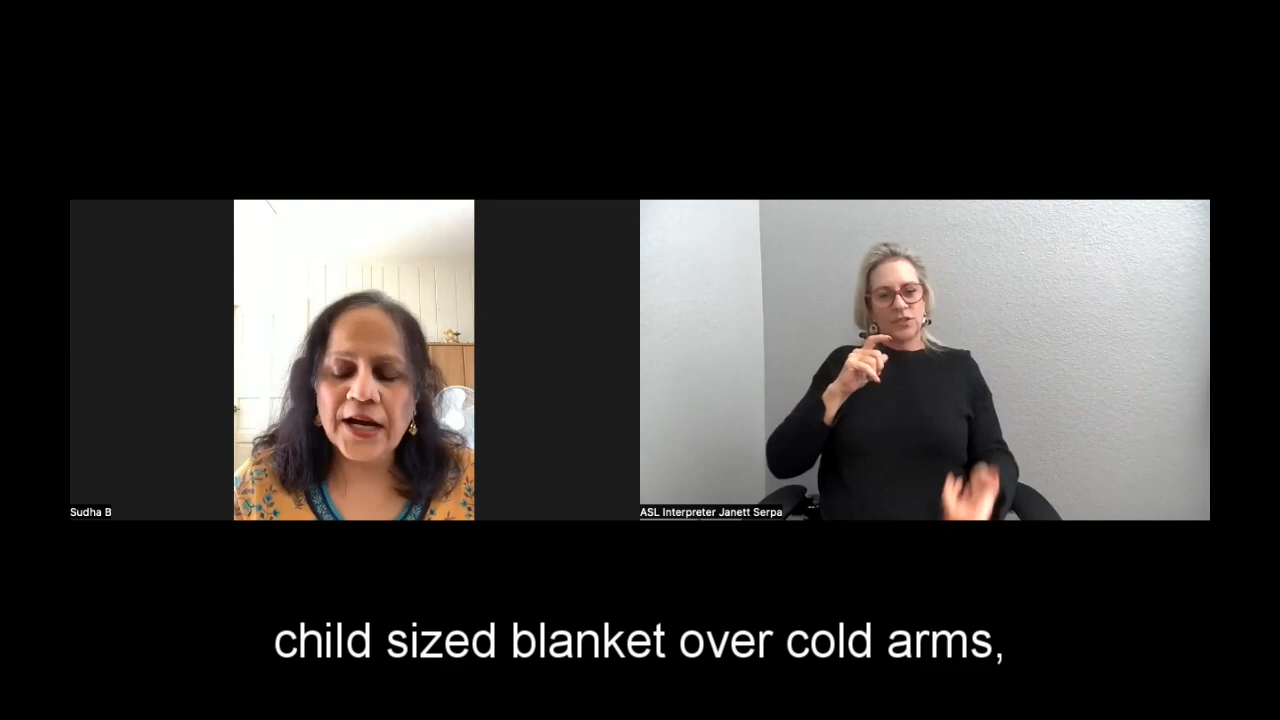 Sudha B
ASL Interpreter Janett Serpa
child sized blanket over cold arms,